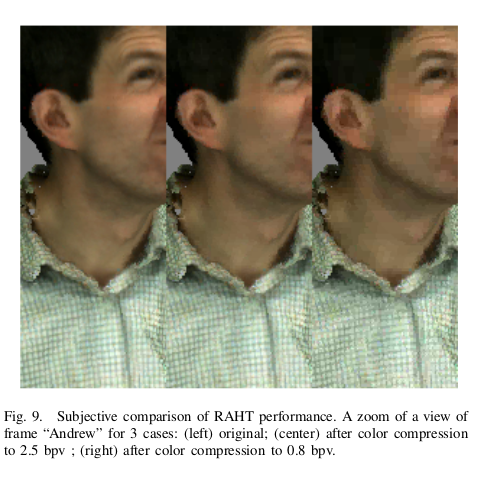 Fig. 9. Subjective comparison of RAHT performance. A zoom of a view of
frame “Andrew” for 3 cases: (left) original; (center) after color compression
to 2.5 bpv ; (right) after color compression to 0.8 bpv.